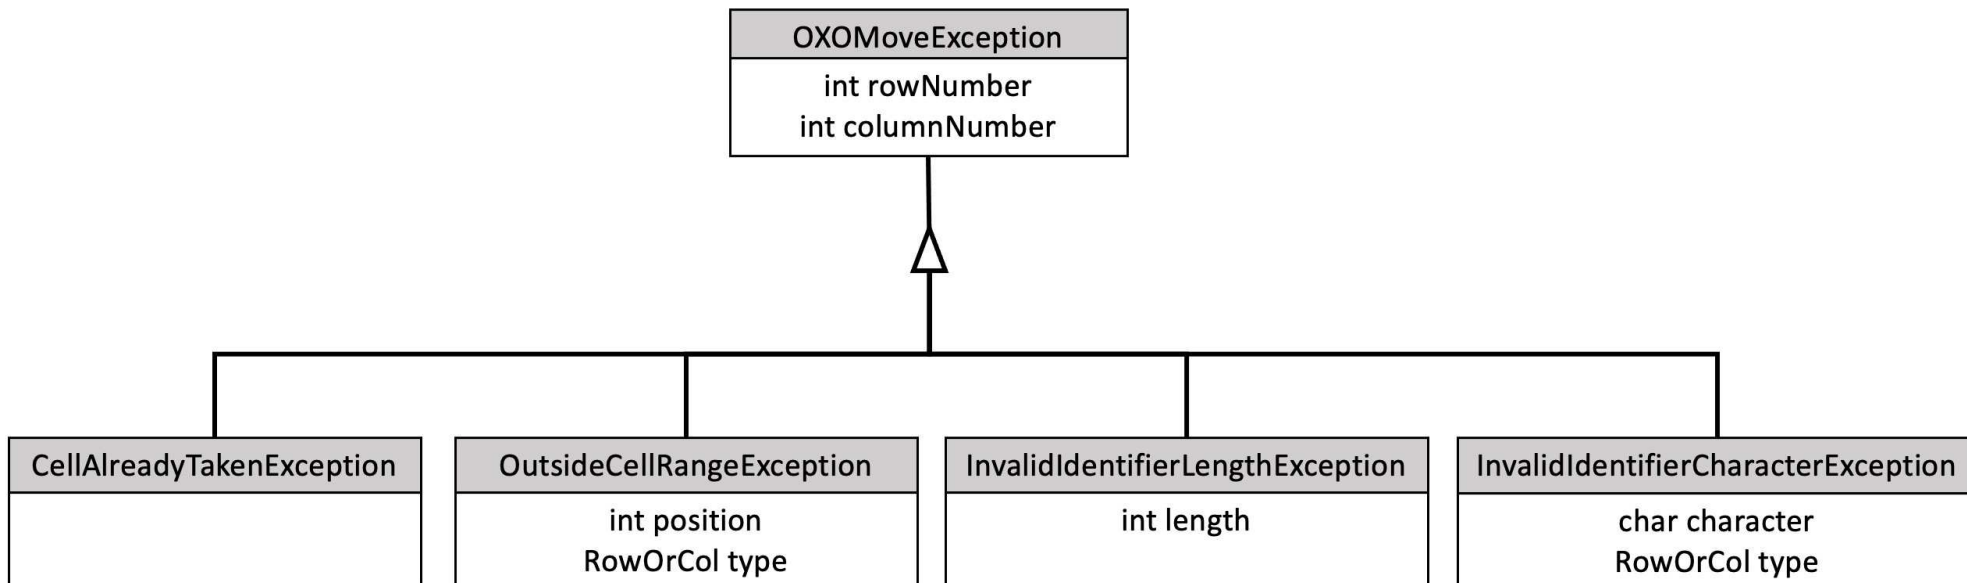 OXOMoveException
int rowNumber
int columnNumber
CellAlreadyTakenException
OutsideCellRangeException
int position
RowOrCol type
InvalidIdentifierLengthException
int length
InvalidIdentifierCharacterException
char character
RowOrCol type